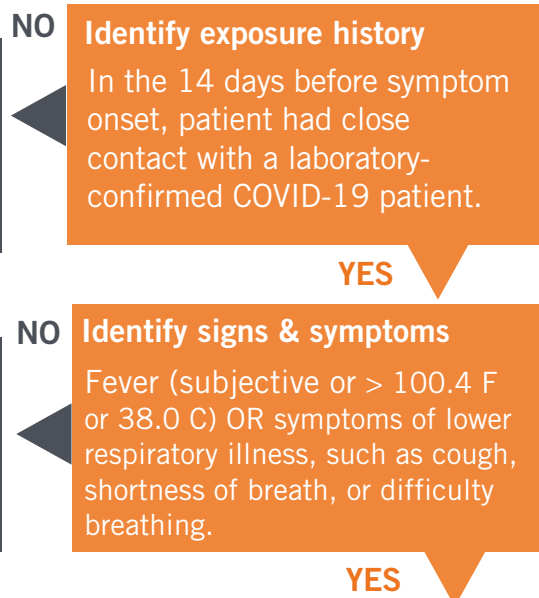 NO
Identify exposure history
In the 14 days before symptom
onset, patient had close
contact with a laboratory-
confirmed COVID-19 patient.
YES
NO
Identify signs & symptoms
Fever (subjective or > 100.4 F
or 38.0 C) OR symptoms of lower
respiratory illness, such as cough,
shortness of breath, or difficulty
breathing.
YES